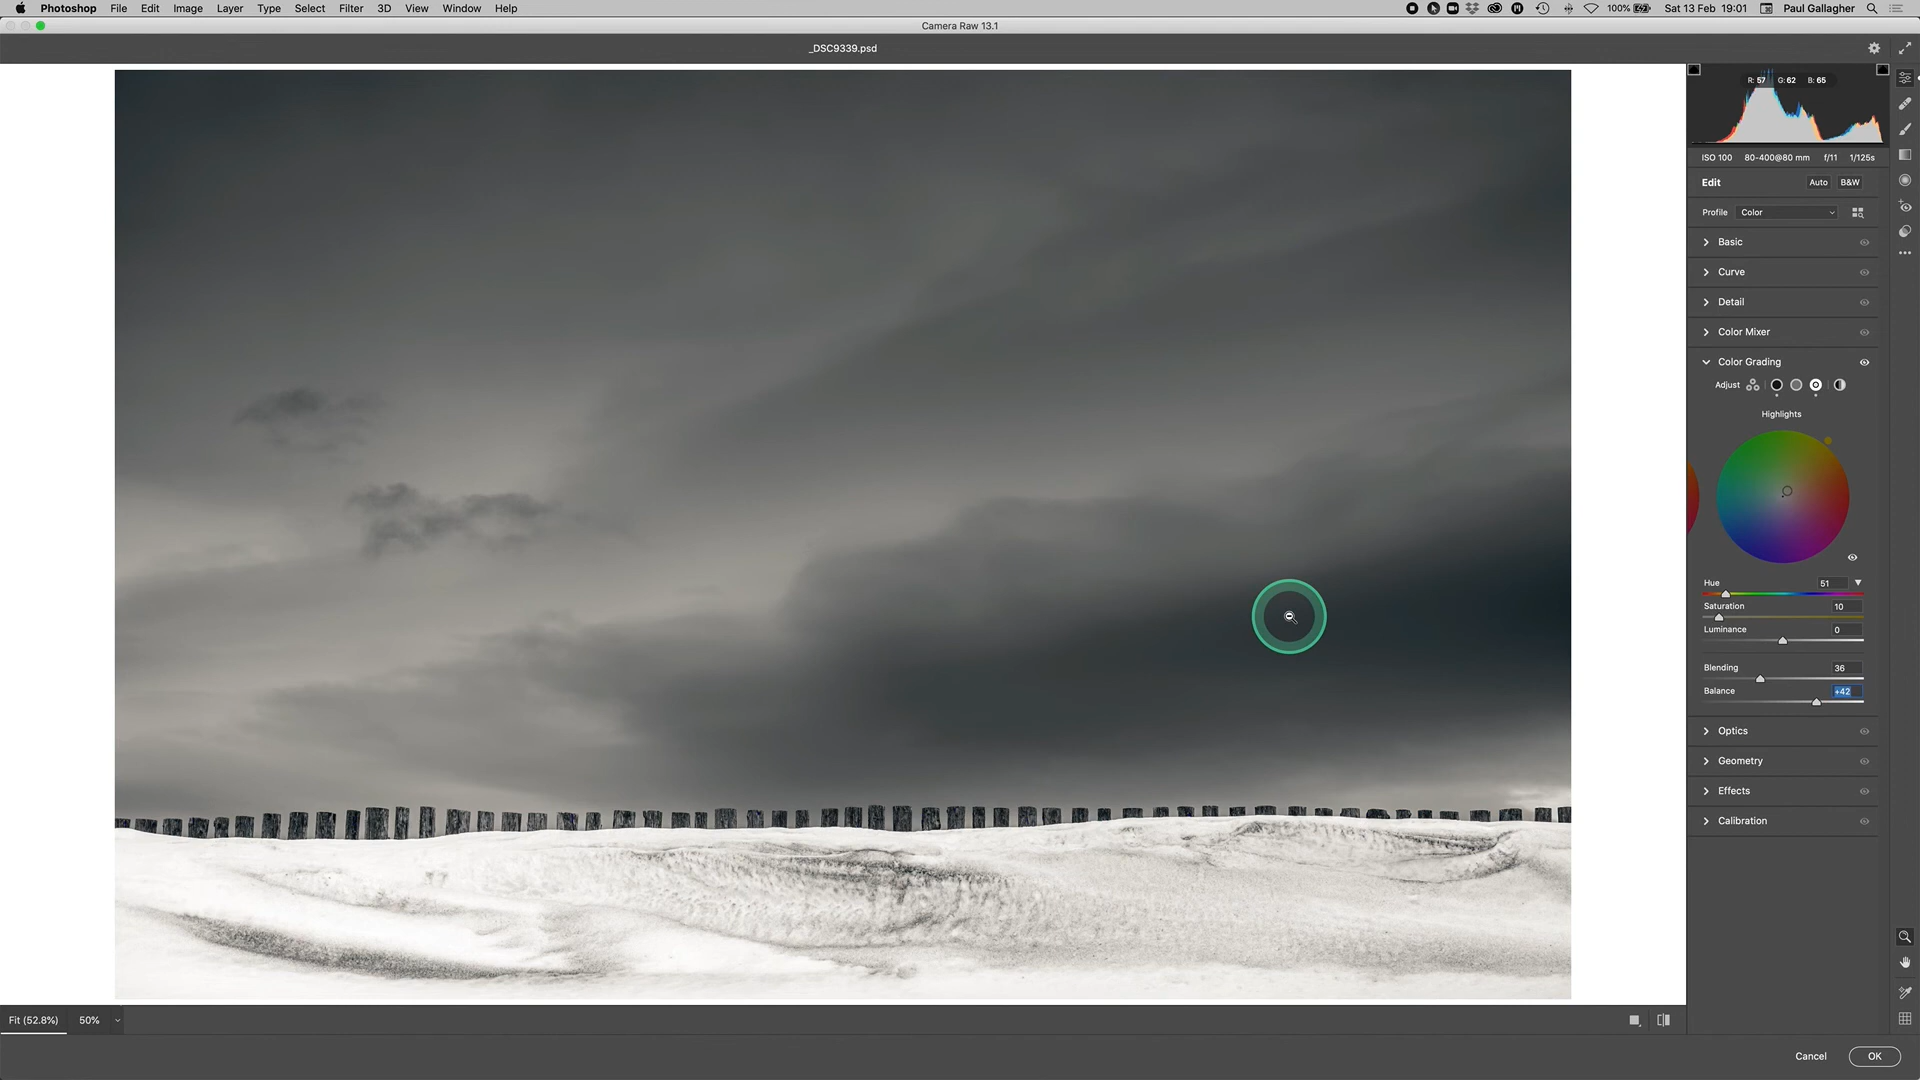 Photoshop File Edit Image Layer Type Select Filter 3D View Window Help 100% Sat 13 Feb 19:01 Paul Gallagher
Camera Raw 13.1
_DSC9339.psd
R: 57 G: 62 B: 65
ISO 100 80-400@80 mm f/11 1/125s
Edit Auto B&W
Profile Color
Basic
Curve
Detail
Color Mixer
Color Grading
Adjust
Highlights
Hue 51
Saturation 10
Luminance 0
Blending 36
Balance +42
Optics
Geometry
Effects
Calibration
Fit (52.8%) 50%
Cancel OK